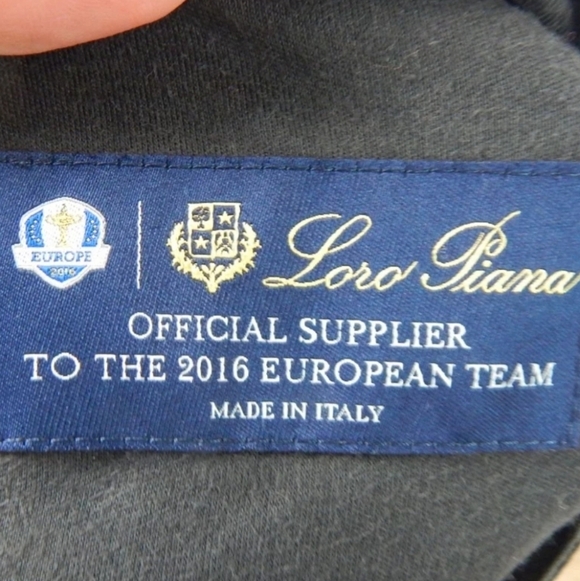 EUROPE
2016
Loro Piana
OFFICIAL SUPPLIER
TO THE 2016 EUROPEAN TEAM
MADE IN ITALY